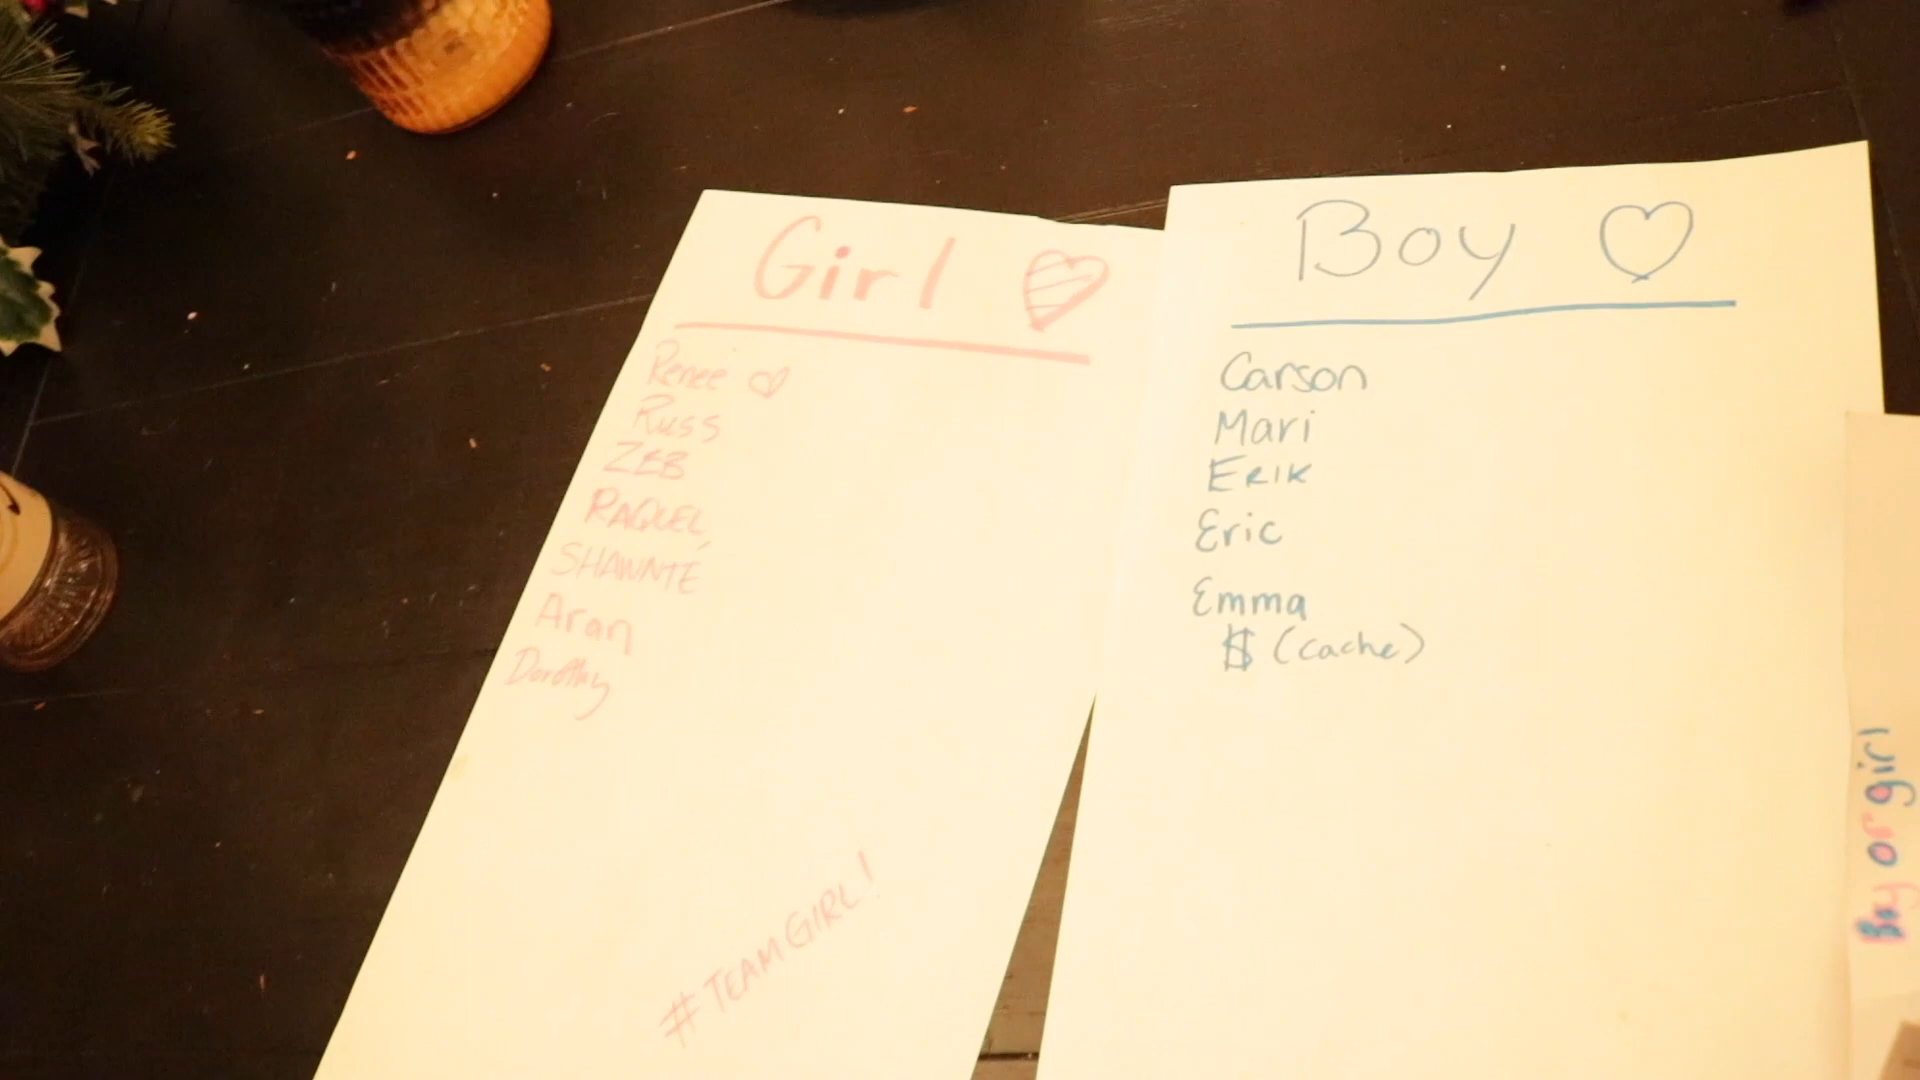 Girl
Renee
Russ
ZEB
RAQUEL
SHAWNTÉ
Aran
Dorothy
#TEAMGIRL!
Boy
Carson
Mari
ERIK
Eric
Emma
$ (cache)
Boy or girl